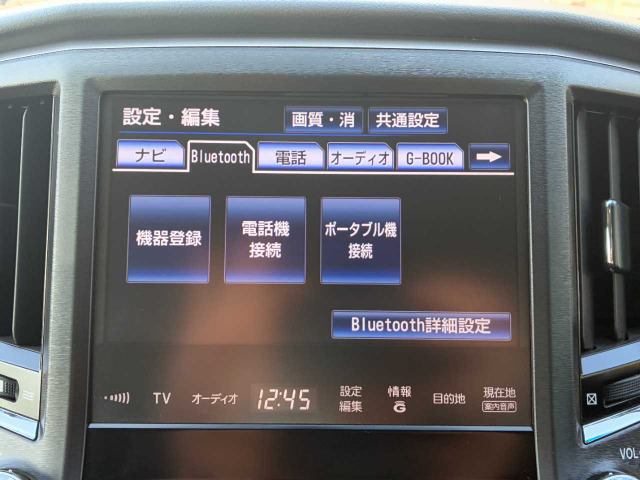 設定・編集 画質・消 共通設定
ナビ Bluetooth 電話 オーディオ G-BOOK
機器登録 電話機接続 ポータブル機接続
Bluetooth詳細設定
TV オーディオ 12:45 設定編集 情報G 目的地 現在地 案内音声
VOL